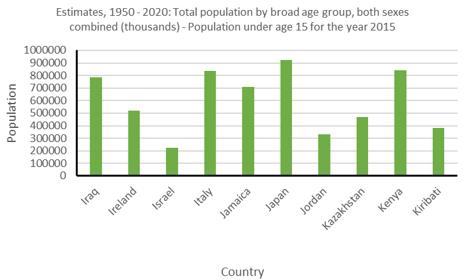 Estimates, 1950 - 2020: Total population by broad age group, both sexes
combined (thousands) - Population under age 15 for the year 2015
1000000
900000
800000
700000
600000
500000
400000
300000
200000
100000
0
Population
Iraq
Ireland
Israel
Italy
Jamaica
Japan
Jordan
Kazakhstan
Kenya
Kiribati
Country